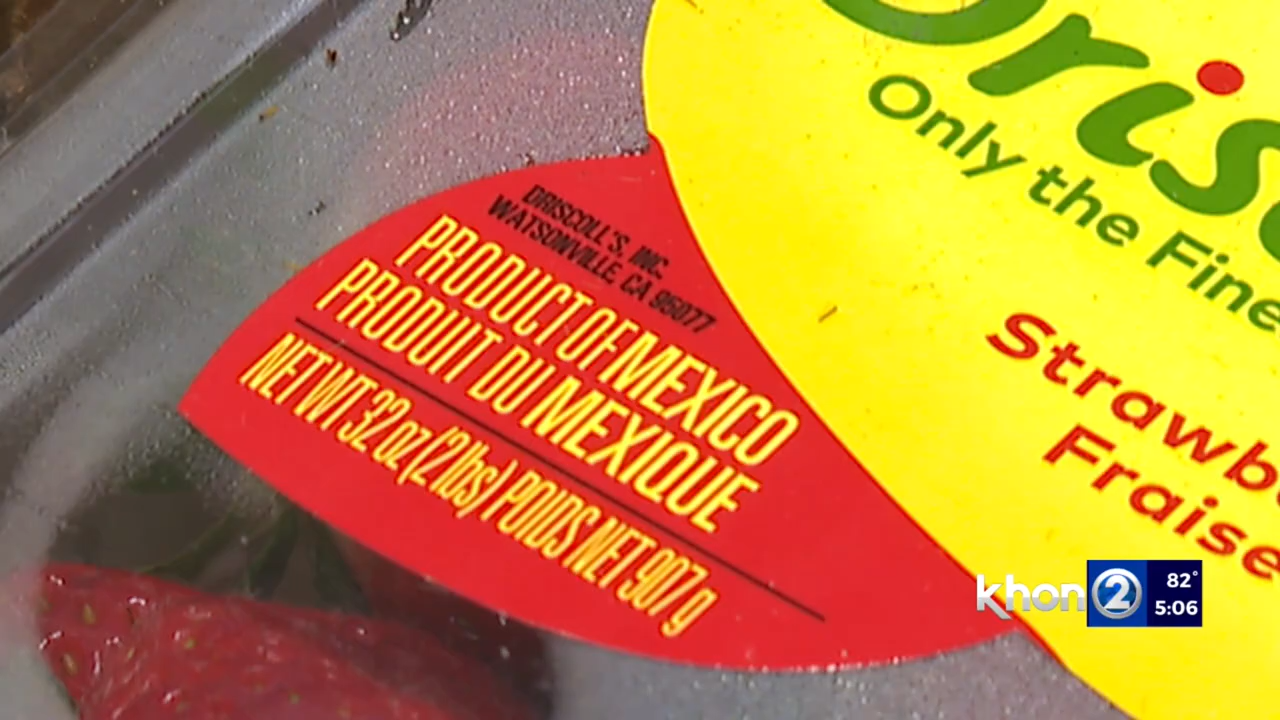 Dris
Only the Fine
Strawb
Fraise
DRISCOLL'S, INC.
WATSONVILLE, CA 95077
PRODUCT OF MEXICO
PRODUIT DU MEXIQUE
NET WT 32 oz (2 lbs) POIDS NET 907 g
khon 2
82°
5:06